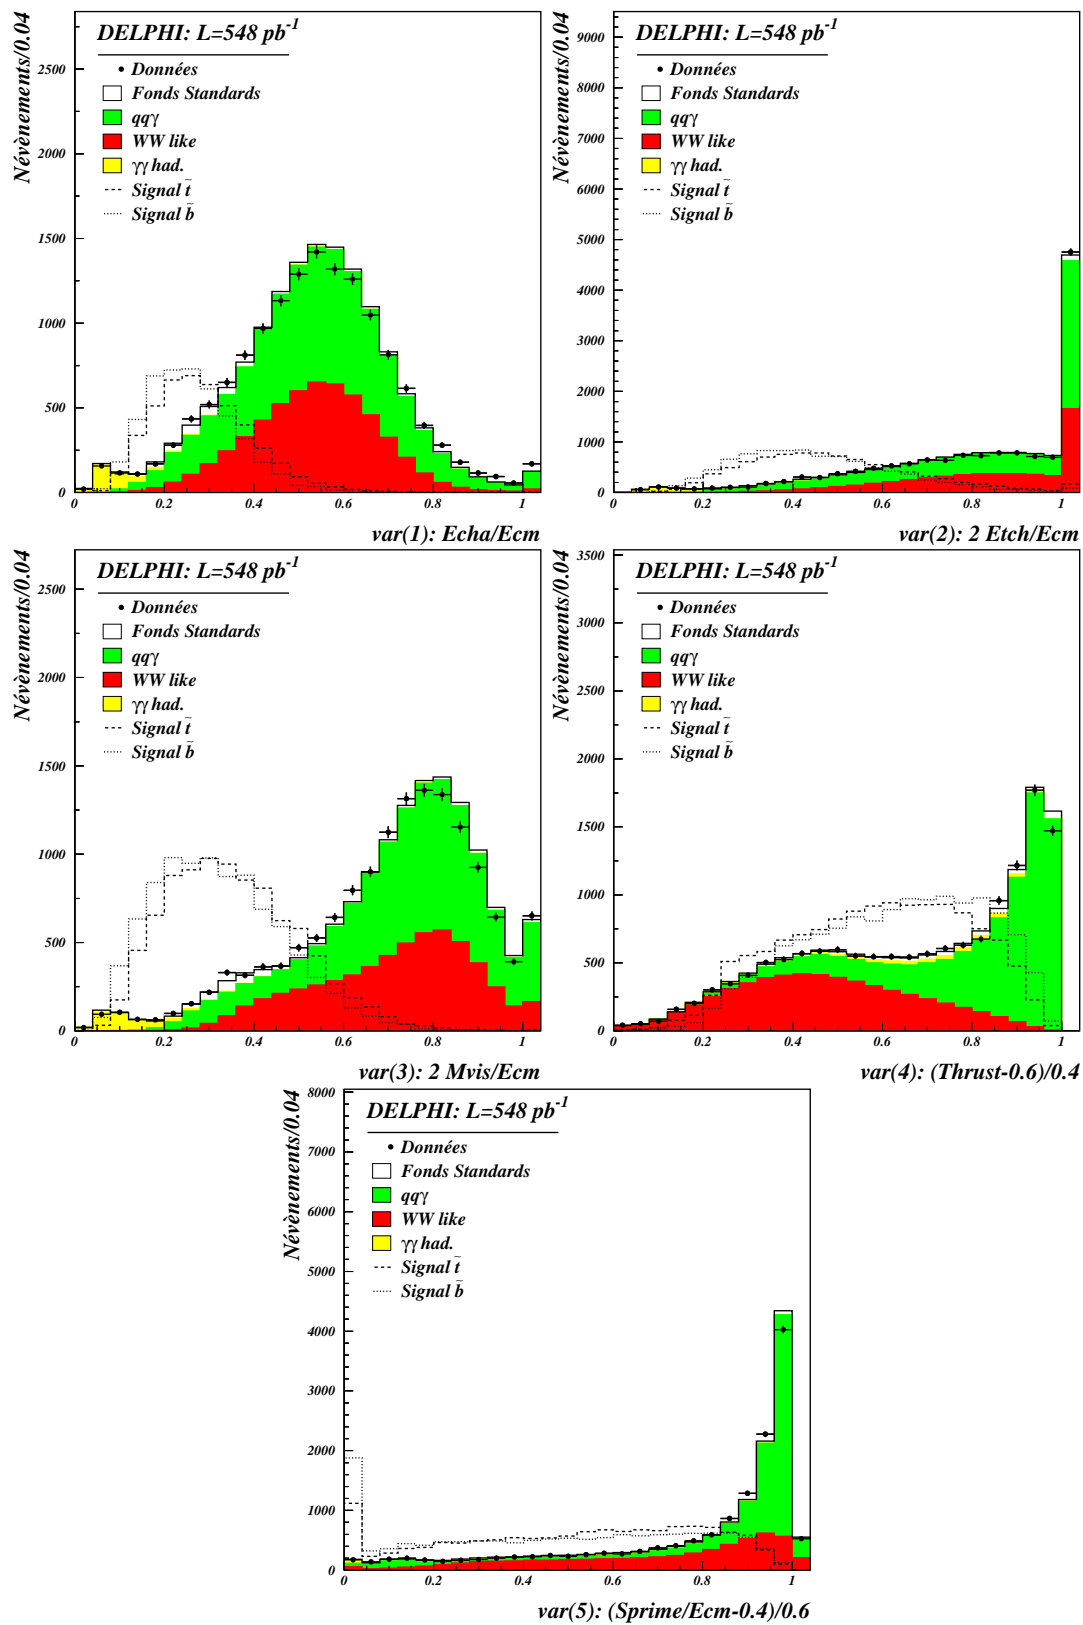 Névènements/0.04
DELPHI: L=548 pb-1
Données
Fonds Standards
qqγ
WW like
γγ had.
Signal t̃
Signal b̃
2500
2000
1500
1000
500
0
0 0.2 0.4 0.6 0.8 1
var(1): Echa/Ecm
Névènements/0.04
DELPHI: L=548 pb-1
Données
Fonds Standards
qqγ
WW like
γγ had.
Signal t̃
Signal b̃
9000
8000
7000
6000
5000
4000
3000
2000
1000
0
0 0.2 0.4 0.6 0.8 1
var(2): 2 Etch/Ecm
Névènements/0.04
DELPHI: L=548 pb-1
Données
Fonds Standards
qqγ
WW like
γγ had.
Signal t̃
Signal b̃
2500
2000
1500
1000
500
0
0 0.2 0.4 0.6 0.8 1
var(3): 2 Mvis/Ecm
Névènements/0.04
DELPHI: L=548 pb-1
Données
Fonds Standards
qqγ
WW like
γγ had.
Signal t̃
Signal b̃
3500
3000
2500
2000
1500
1000
500
0
0 0.2 0.4 0.6 0.8 1
var(4): (Thrust-0.6)/0.4
Névènements/0.04
DELPHI: L=548 pb-1
Données
Fonds Standards
qqγ
WW like
γγ had.
Signal t̃
Signal b̃
8000
7000
6000
5000
4000
3000
2000
1000
0
0 0.2 0.4 0.6 0.8 1
var(5): (Sprime/Ecm-0.4)/0.6